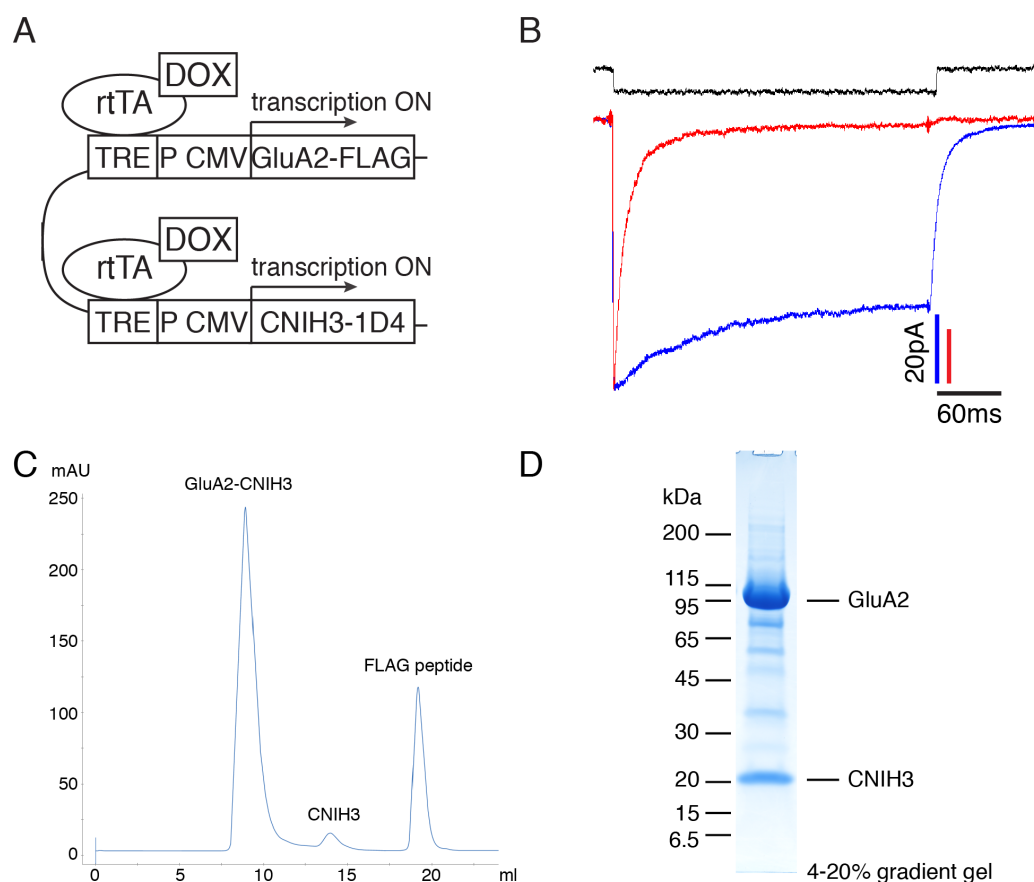 A
DOX
rtTA
transcription ON
TRE P CMV GluA2-FLAG
DOX
rtTA
transcription ON
TRE P CMV CNIH3-1D4
B
20pA
60ms
C
mAU
GluA2-CNIH3
250
200
150
FLAG peptide
100
50
CNIH3
0
0 5 10 15 20 ml
D
kDa
200
115
95
GluA2
65
45
30
20
CNIH3
15
6.5
4-20% gradient gel